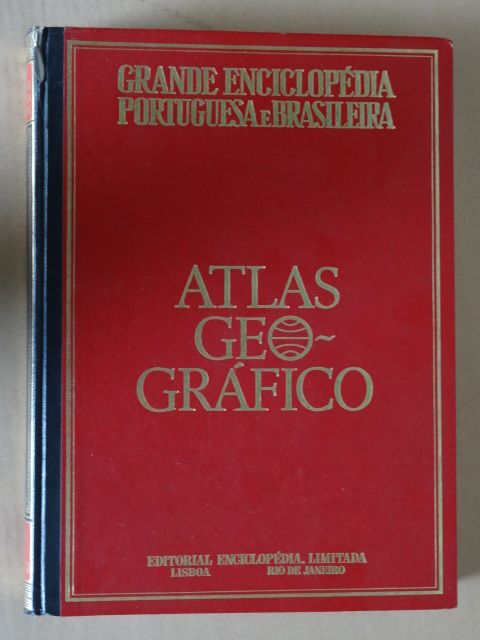 GRANDE ENCICLOPÉDIA
PORTUGUESA E BRASILEIRA
ATLAS
GEO~
GRÁFICO
EDITORIAL ENCICLOPÉDIA, LIMITADA
LISBOA RIO DE JANEIRO